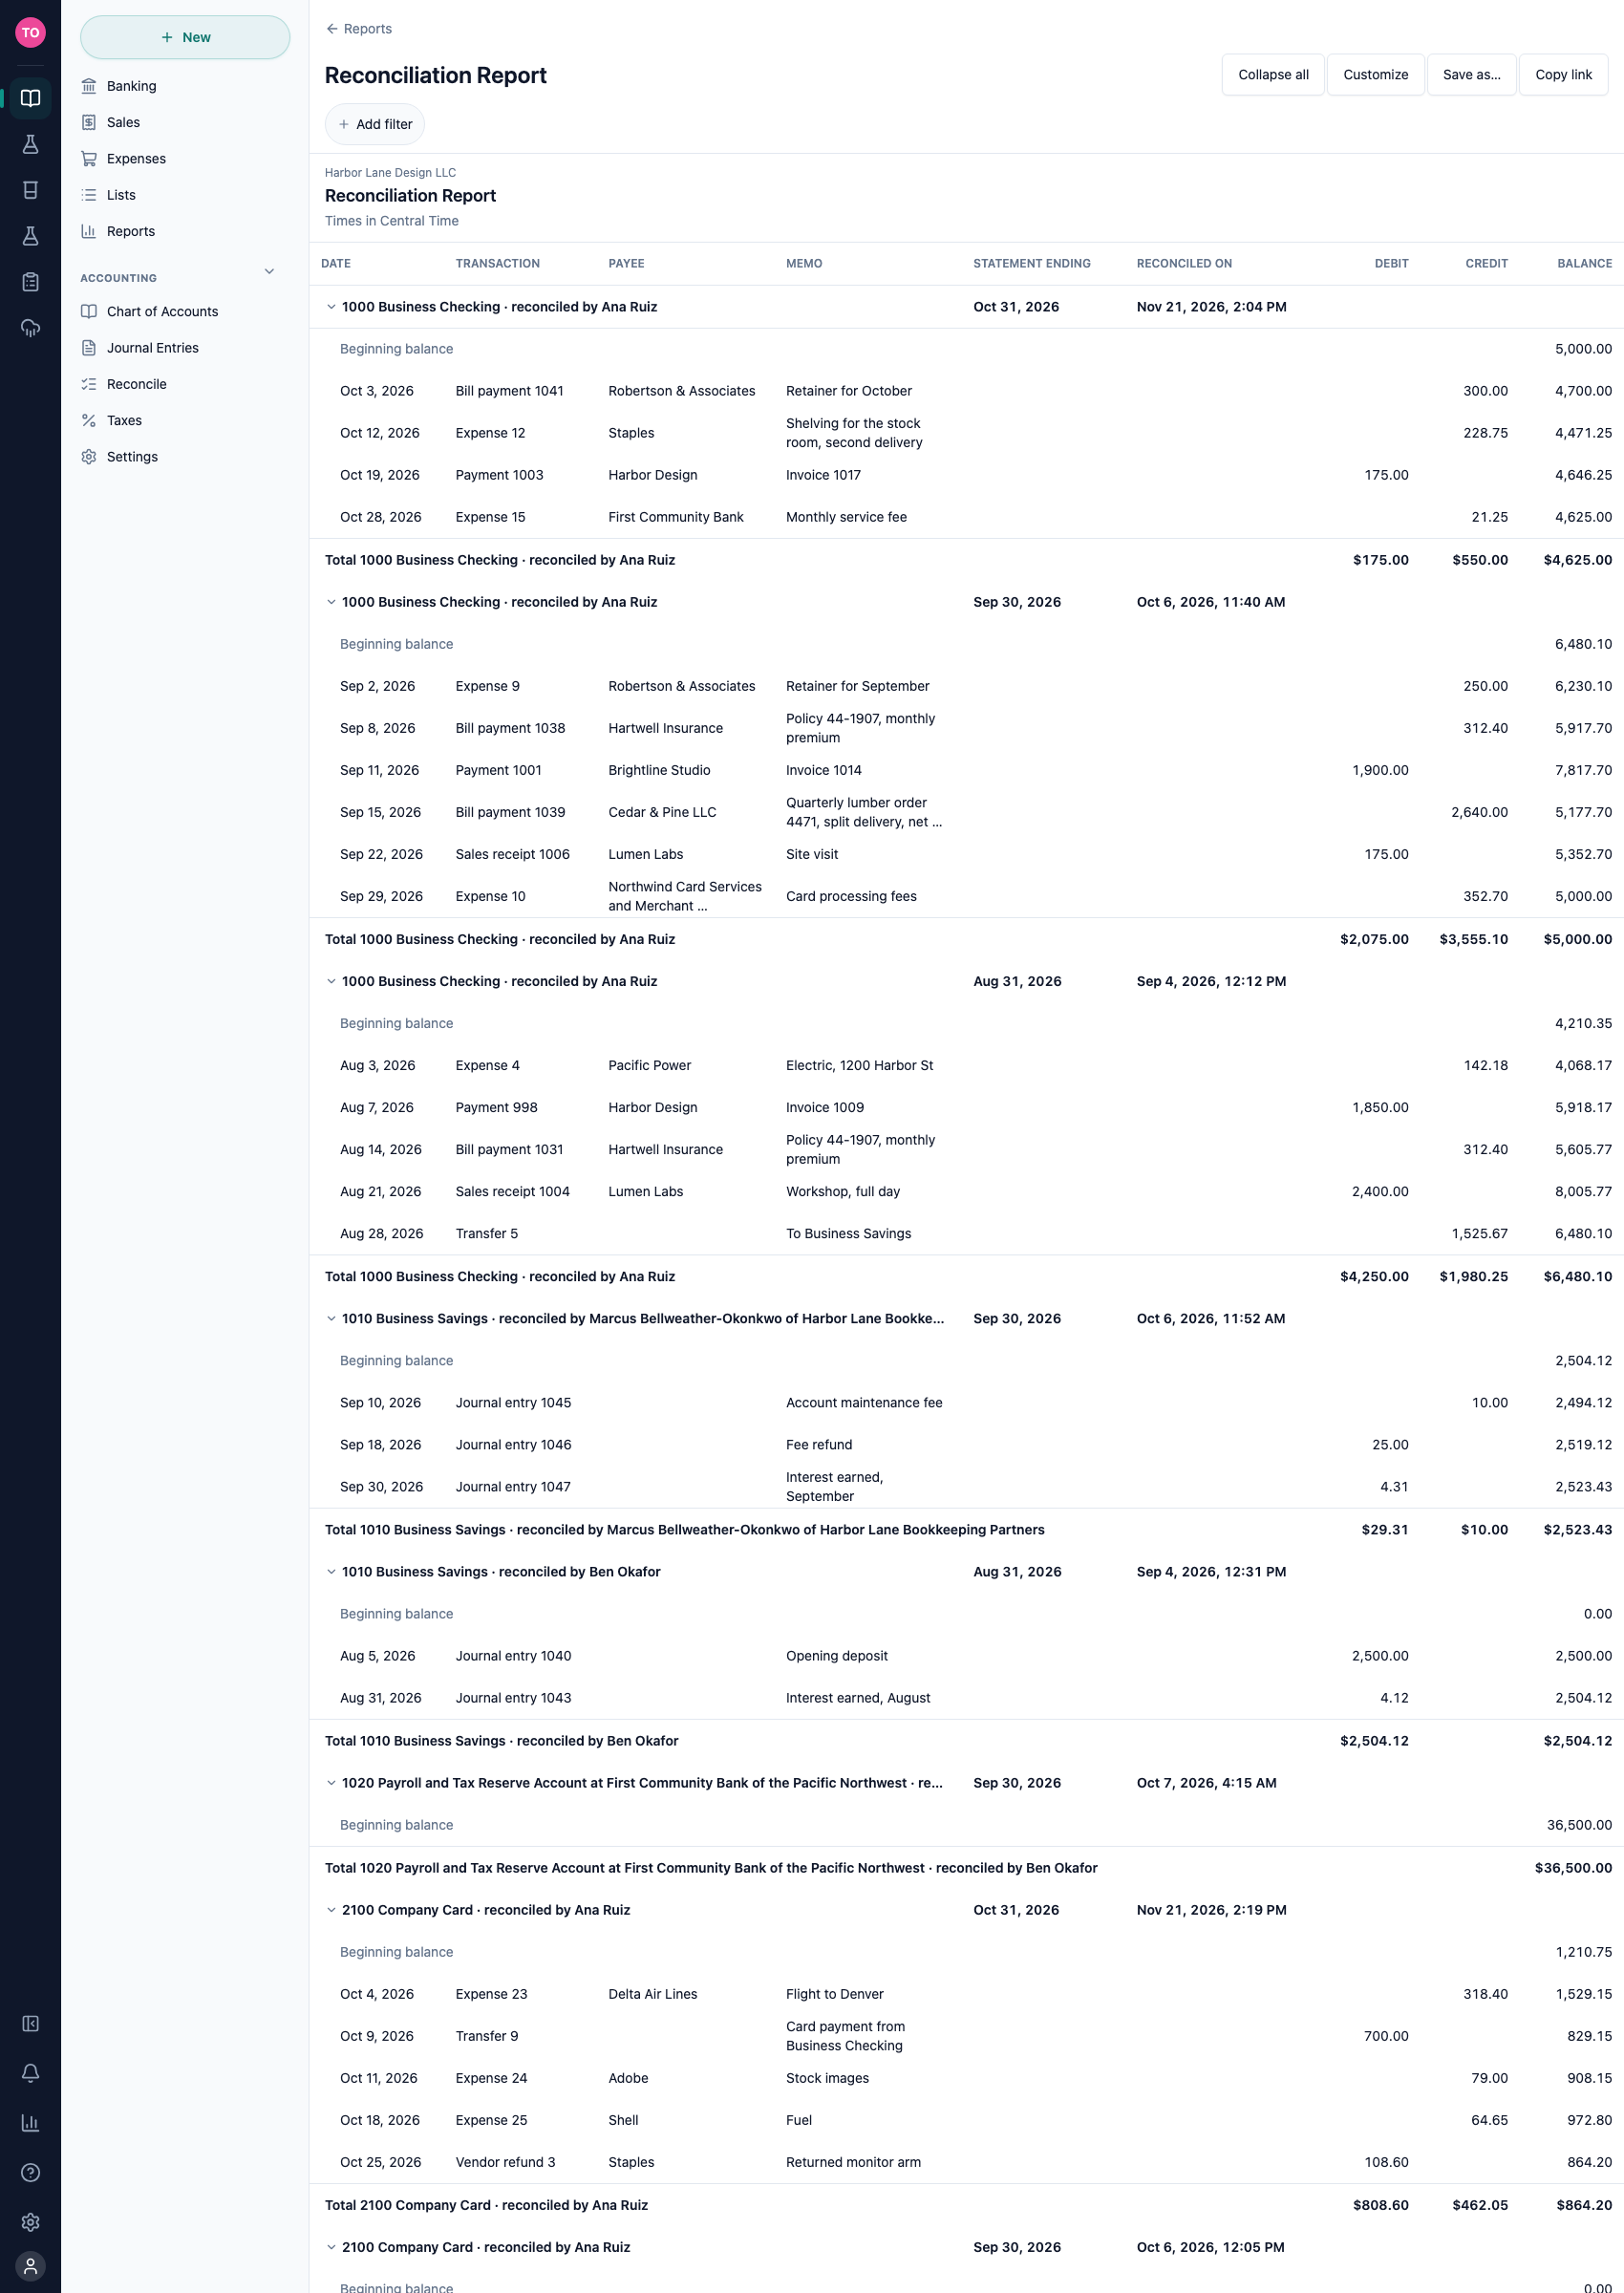 TO
New
Banking
Sales
Expenses
Lists
Reports
ACCOUNTING
Chart of Accounts
Journal Entries
Reconcile
Taxes
Settings
Reports
Reconciliation Report
Collapse all
Customize
Save as...
Copy link
Add filter
Harbor Lane Design LLC
Reconciliation Report
Times in Central Time
DATE TRANSACTION PAYEE MEMO STATEMENT ENDING RECONCILED ON DEBIT CREDIT BALANCE
1000 Business Checking · reconciled by Ana Ruiz Oct 31, 2026 Nov 21, 2026, 2:04 PM
Beginning balance 5,000.00
Oct 3, 2026 Bill payment 1041 Robertson & Associates Retainer for October 300.00 4,700.00
Oct 12, 2026 Expense 12 Staples Shelving for the stock
room, second delivery 228.75 4,471.25
Oct 19, 2026 Payment 1003 Harbor Design Invoice 1017 175.00 4,646.25
Oct 28, 2026 Expense 15 First Community Bank Monthly service fee 21.25 4,625.00
Total 1000 Business Checking · reconciled by Ana Ruiz $175.00 $550.00 $4,625.00
1000 Business Checking · reconciled by Ana Ruiz Sep 30, 2026 Oct 6, 2026, 11:40 AM
Beginning balance 6,480.10
Sep 2, 2026 Expense 9 Robertson & Associates Retainer for September 250.00 6,230.10
Sep 8, 2026 Bill payment 1038 Hartwell Insurance Policy 44-1907, monthly
premium 312.40 5,917.70
Sep 11, 2026 Payment 1001 Brightline Studio Invoice 1014 1,900.00 7,817.70
Sep 15, 2026 Bill payment 1039 Cedar & Pine LLC Quarterly lumber order
4471, split delivery, net ... 2,640.00 5,177.70
Sep 22, 2026 Sales receipt 1006 Lumen Labs Site visit 175.00 5,352.70
Sep 29, 2026 Expense 10 Northwind Card Services
and Merchant ... Card processing fees 352.70 5,000.00
Total 1000 Business Checking · reconciled by Ana Ruiz $2,075.00 $3,555.10 $5,000.00
1000 Business Checking · reconciled by Ana Ruiz Aug 31, 2026 Sep 4, 2026, 12:12 PM
Beginning balance 4,210.35
Aug 3, 2026 Expense 4 Pacific Power Electric, 1200 Harbor St 142.18 4,068.17
Aug 7, 2026 Payment 998 Harbor Design Invoice 1009 1,850.00 5,918.17
Aug 14, 2026 Bill payment 1031 Hartwell Insurance Policy 44-1907, monthly
premium 312.40 5,605.77
Aug 21, 2026 Sales receipt 1004 Lumen Labs Workshop, full day 2,400.00 8,005.77
Aug 28, 2026 Transfer 5 To Business Savings 1,525.67 6,480.10
Total 1000 Business Checking · reconciled by Ana Ruiz $4,250.00 $1,980.25 $6,480.10
1010 Business Savings · reconciled by Marcus Bellweather-Okonkwo of Harbor Lane Bookke... Sep 30, 2026 Oct 6, 2026, 11:52 AM
Beginning balance 2,504.12
Sep 10, 2026 Journal entry 1045 Account maintenance fee 10.00 2,494.12
Sep 18, 2026 Journal entry 1046 Fee refund 25.00 2,519.12
Sep 30, 2026 Journal entry 1047 Interest earned,
September 4.31 2,523.43
Total 1010 Business Savings · reconciled by Marcus Bellweather-Okonkwo of Harbor Lane Bookkeeping Partners $29.31 $10.00 $2,523.43
1010 Business Savings · reconciled by Ben Okafor Aug 31, 2026 Sep 4, 2026, 12:31 PM
Beginning balance 0.00
Aug 5, 2026 Journal entry 1040 Opening deposit 2,500.00 2,500.00
Aug 31, 2026 Journal entry 1043 Interest earned, August 4.12 2,504.12
Total 1010 Business Savings · reconciled by Ben Okafor $2,504.12 $2,504.12
1020 Payroll and Tax Reserve Account at First Community Bank of the Pacific Northwest · re... Sep 30, 2026 Oct 7, 2026, 4:15 AM
Beginning balance 36,500.00
Total 1020 Payroll and Tax Reserve Account at First Community Bank of the Pacific Northwest · reconciled by Ben Okafor $36,500.00
2100 Company Card · reconciled by Ana Ruiz Oct 31, 2026 Nov 21, 2026, 2:19 PM
Beginning balance 1,210.75
Oct 4, 2026 Expense 23 Delta Air Lines Flight to Denver 318.40 1,529.15
Oct 9, 2026 Transfer 9 Card payment from
Business Checking 700.00 829.15
Oct 11, 2026 Expense 24 Adobe Stock images 79.00 908.15
Oct 18, 2026 Expense 25 Shell Fuel 64.65 972.80
Oct 25, 2026 Vendor refund 3 Staples Returned monitor arm 108.60 864.20
Total 2100 Company Card · reconciled by Ana Ruiz $808.60 $462.05 $864.20
2100 Company Card · reconciled by Ana Ruiz Sep 30, 2026 Oct 6, 2026, 12:05 PM
Beginning balance 0.00